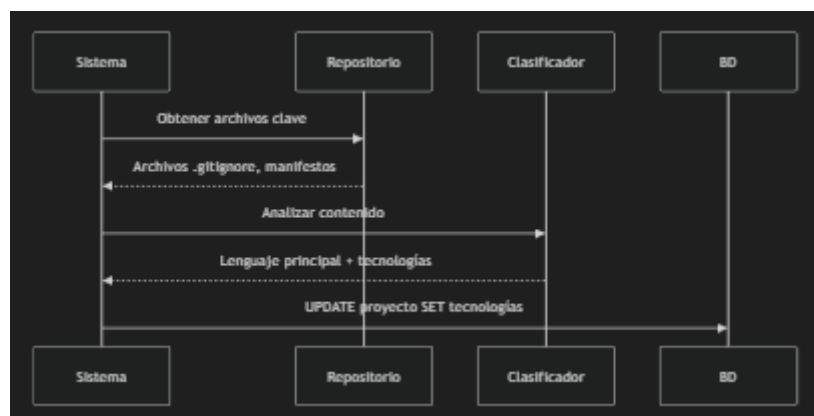 Sistema
Repositorio
Clasificador
BD
Obtener archivos clave
Archivos .gitignore, manifestos
Analizar contenido
Lenguaje principal + tecnologías
UPDATE proyecto SET tecnologías
Sistema
Repositorio
Clasificador
BD